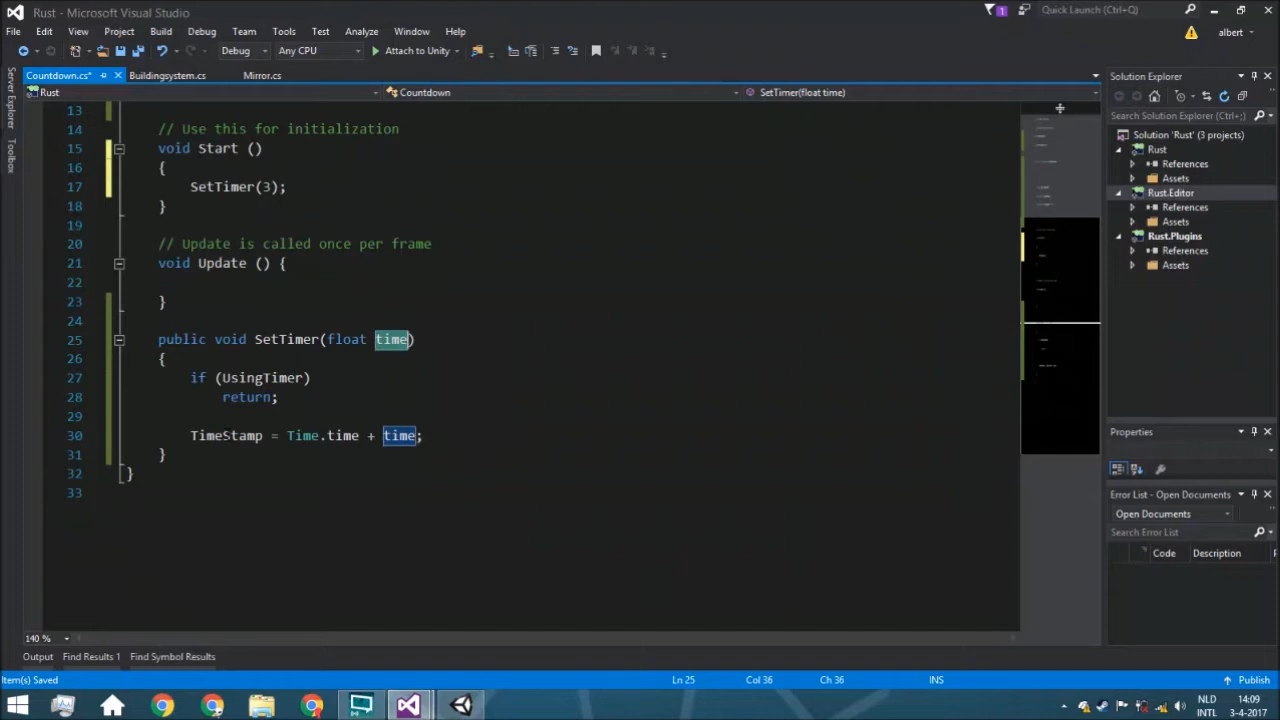 Rust - Microsoft Visual Studio
1
Quick Launch (Ctrl+Q)
File Edit View Project Build Debug Team Tools Test Analyze Window Help
albert
Debug Any CPU Attach to Unity
Countdown.cs* Buildingsystem.cs Mirror.cs
Rust Countdown SetTimer(float time)
Server Explorer
Toolbox
13
14 // Use this for initialization
15 void Start ()
16 {
17 SetTimer(3);
18 }
19
20 // Update is called once per frame
21 void Update () {
22
23 }
24
25 public void SetTimer(float time)
26 {
27 if (UsingTimer)
28 return;
29
30 TimeStamp = Time.time + time;
31 }
32 }
33
140 %
Solution Explorer
Search Solution Explorer (Ctrl+;)
Solution 'Rust' (3 projects)
Rust
References
Assets
Rust.Editor
References
Assets
Rust.Plugins
References
Assets
Properties
Error List - Open Documents
Open Documents
Search Error List
Code Description
Output Find Results 1 Find Symbol Results
Item(s) Saved Ln 25 Col 36 Ch 36 INS Publish
NLD 14:09
INTL 3-4-2017